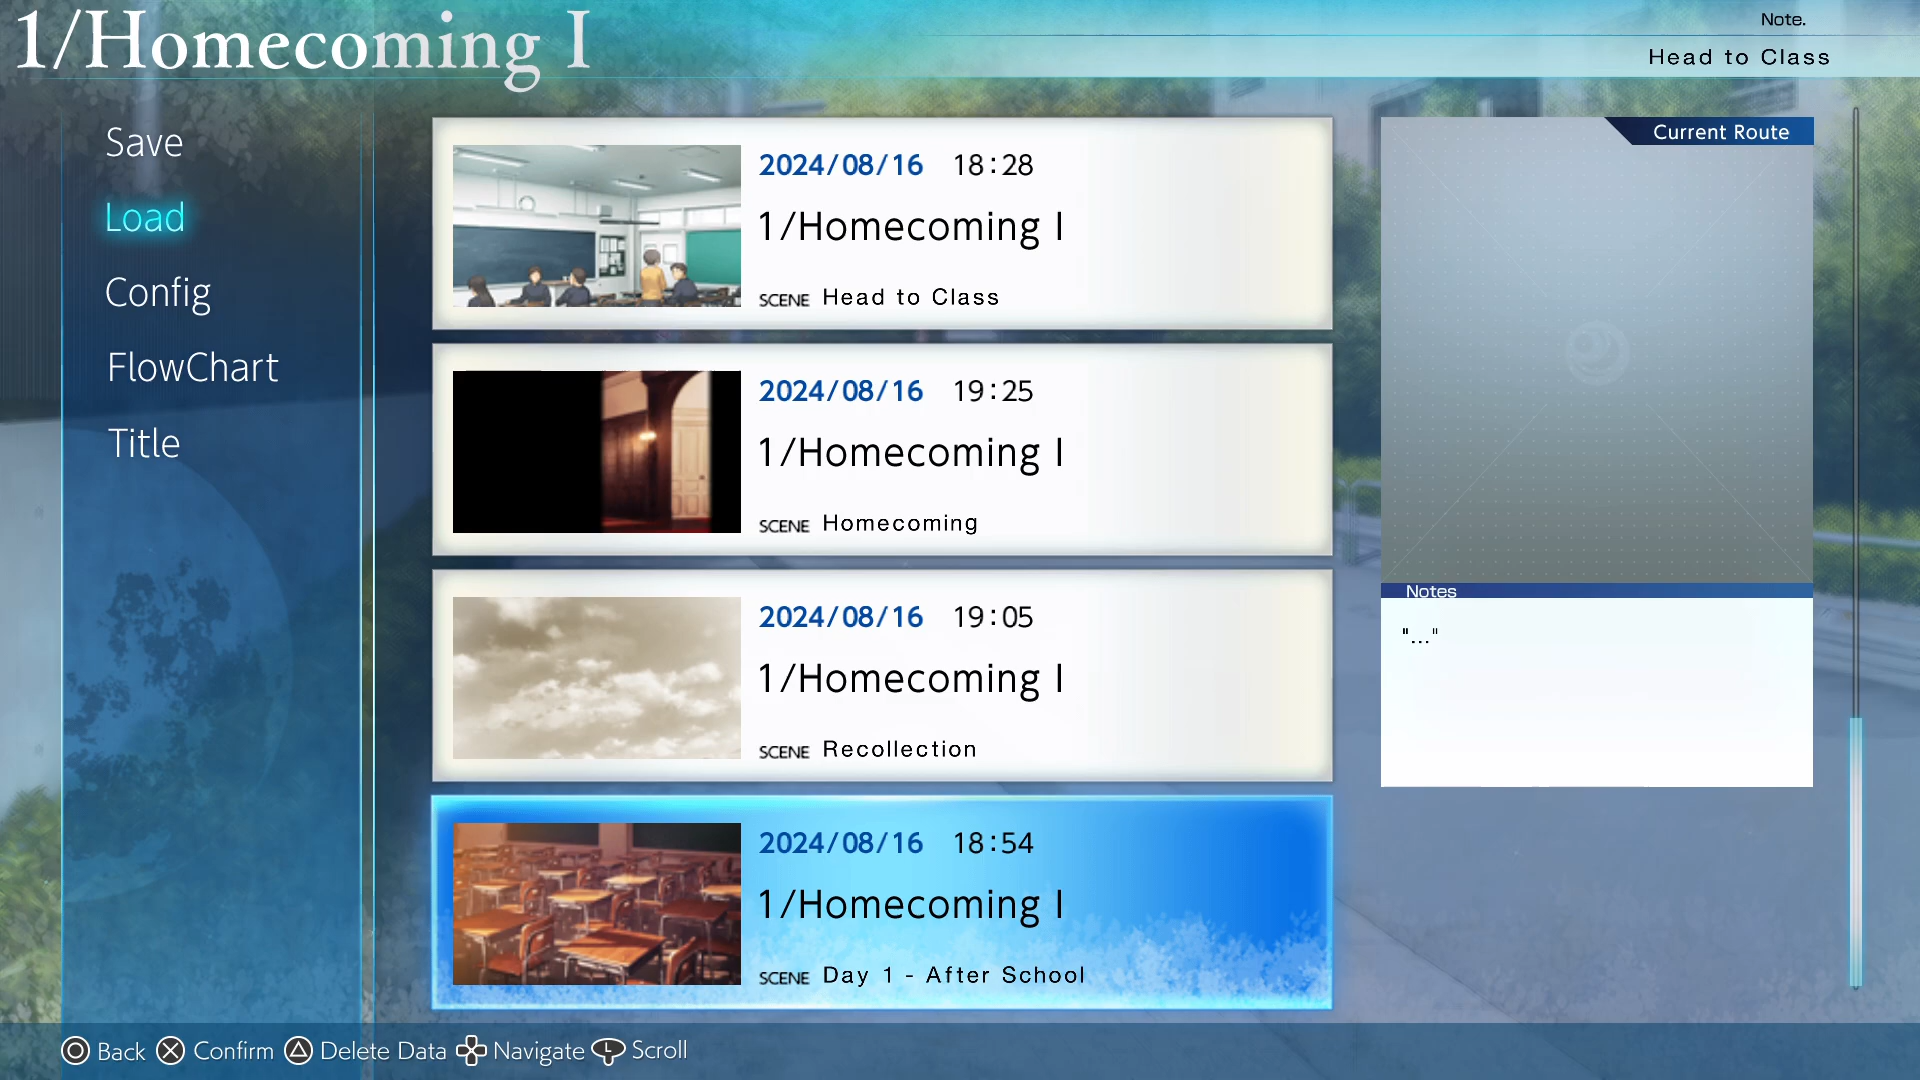 1/Homecoming I
Note.
Head to Class
Save
Load
Config
FlowChart
Title
2024/08/16 18:28
1/Homecoming I
SCENE Head to Class
2024/08/16 19:25
1/Homecoming I
SCENE Homecoming
2024/08/16 19:05
1/Homecoming I
SCENE Recollection
2024/08/16 18:54
1/Homecoming I
SCENE Day 1 - After School
Current Route
Notes
"..."
Back Confirm Delete Data Navigate L Scroll